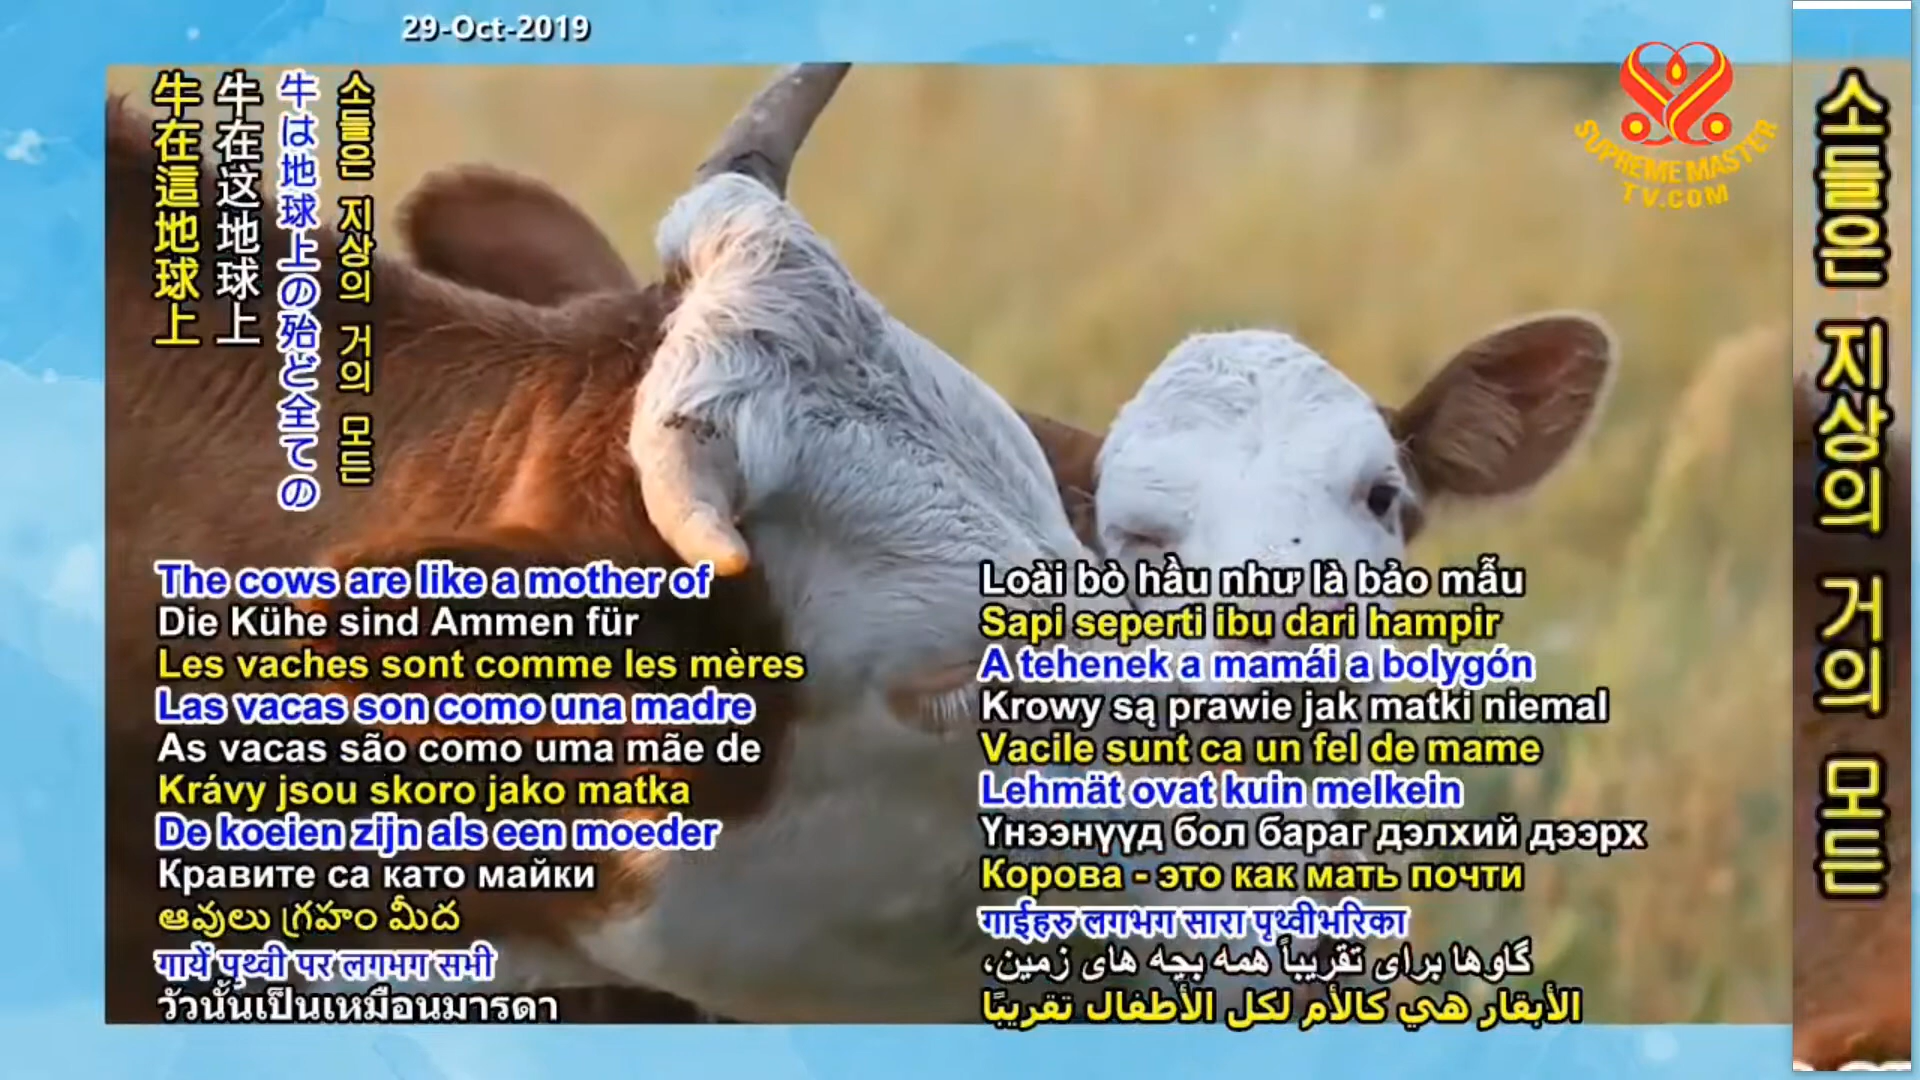 29-Oct-2019
SUPREME MASTER
TV.COM
소들은 지상의 거의 모든
牛は地球上の殆ど全ての
牛在这地球上
牛在這地球上
The cows are like a mother of
Die Kühe sind Ammen für
Les vaches sont comme les mères
Las vacas son como una madre
As vacas são como uma mãe de
Krávy jsou skoro jako matka
De koeien zijn als een moeder
Кравите са като майки
ఆవులు గ్రహం మీద
गायें पृथ्वी पर लगभग सभी
วัวนั้นเป็นเหมือนมารดา
Loài bò hầu như là bảo mẫu
Sapi seperti ibu dari hampir
A tehenek a mamái a bolygón
Krowy są prawie jak matki niemal
Vacile sunt ca un fel de mame
Lehmät ovat kuin melkein
Үнээнүүд бол бараг дэлхий дээрх
Корова - это как мать почти
गाईहरु लगभग सारा पृथ्वीभरिका
گاوها برای تقریباً همه بچه های زمین،
الأبقار هي كالأم لكل الأطفال تقريبًا
소들은 지상의 거의 모든